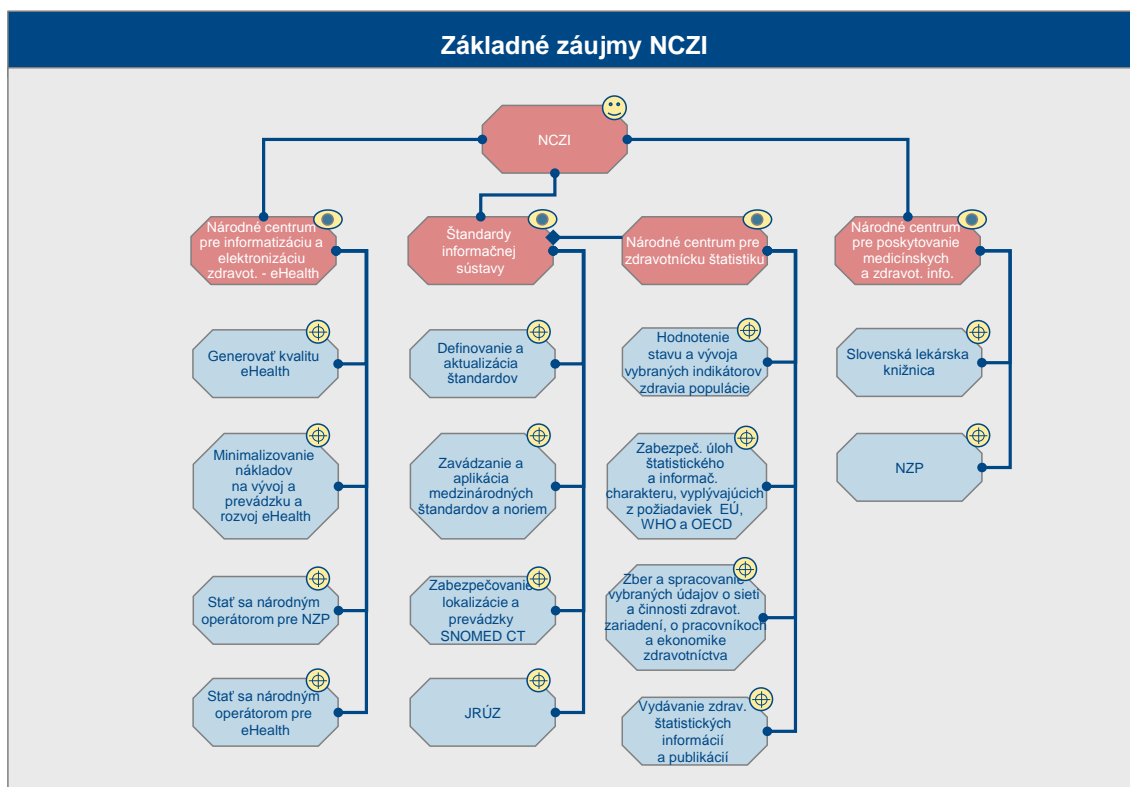 Základné záujmy NCZI
NCZI
Národné centrum
pre informatizáciu a
elektronizáciu
zdravot. - eHealth
Štandardy
informačnej
sústavy
Národné centrum pre
zdravotnícku štatistiku
Národné centrum
pre poskytovanie
medicínskych
a zdravot. info.
Generovať kvalitu
eHealth
Minimalizovanie
nákladov
na vývoj a
prevádzku a
rozvoj eHealth
Stať sa národným
operátorom pre NZP
Stať sa národným
operátorom pre
eHealth
Definovanie a
aktualizácia
štandardov
Zavádzanie a
aplikácia
medzinárodných
štandardov a noriem
Zabezpečovanie
lokalizácie a
prevádzky
SNOMED CT
JRÚZ
Hodnotenie
stavu a vývoja
vybraných indikátorov
zdravia populácie
Zabezpeč. úloh
štatistického
a informač.
charakteru, vyplývajúcich
z požiadaviek EÚ,
WHO a OECD
Zber a spracovanie
vybraných údajov o sieti
a činnosti zdravot.
zariadení, o pracovníkoch
a ekonomike
zdravotníctva
Vydávanie zdrav.
štatistických
informácií
a publikácií
Slovenská lekárska
knižnica
NZP